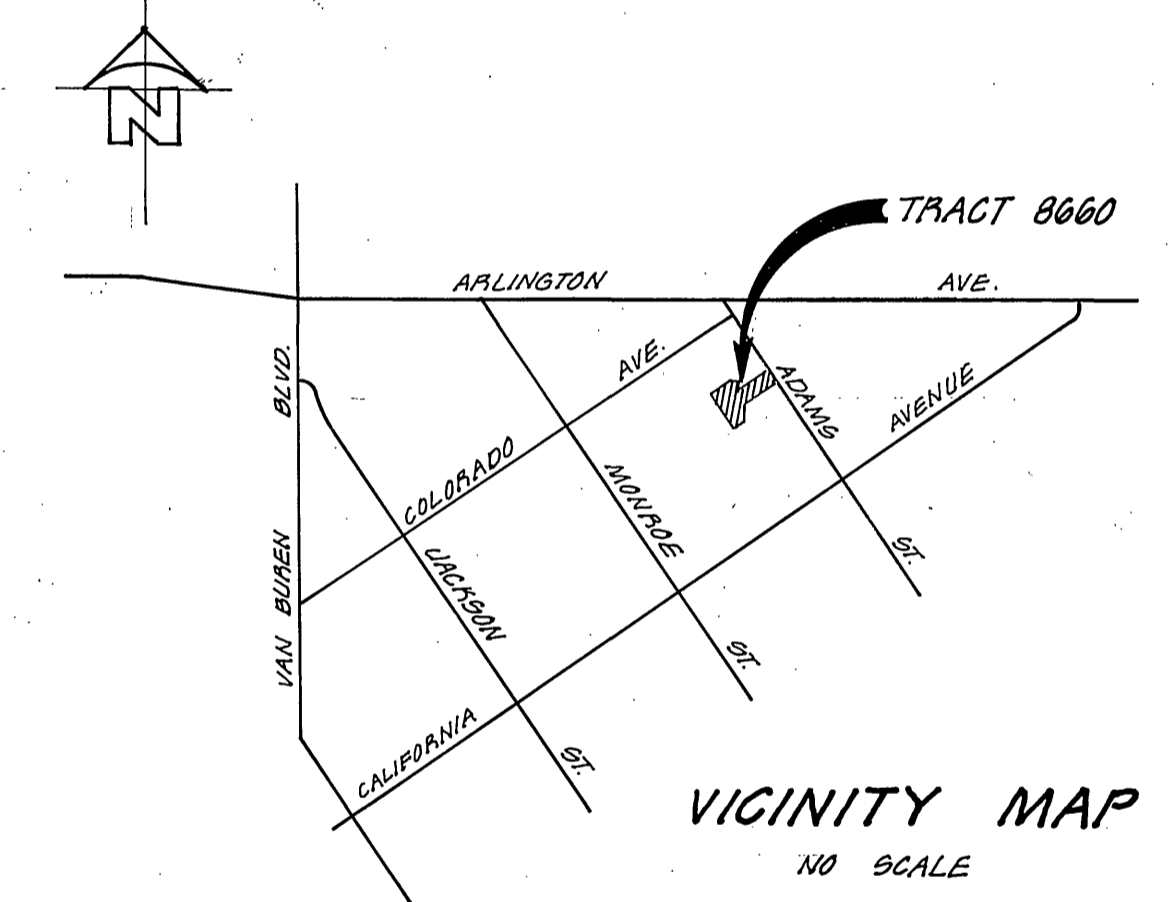 N
TRACT 8660
ARLINGTON AVE.
VAN BUREN BLVD.
COLORADO AVE.
ADAMS ST.
CALIFORNIA AVENUE
MONROE ST.
JACKSON ST.
VICINITY MAP
NO SCALE